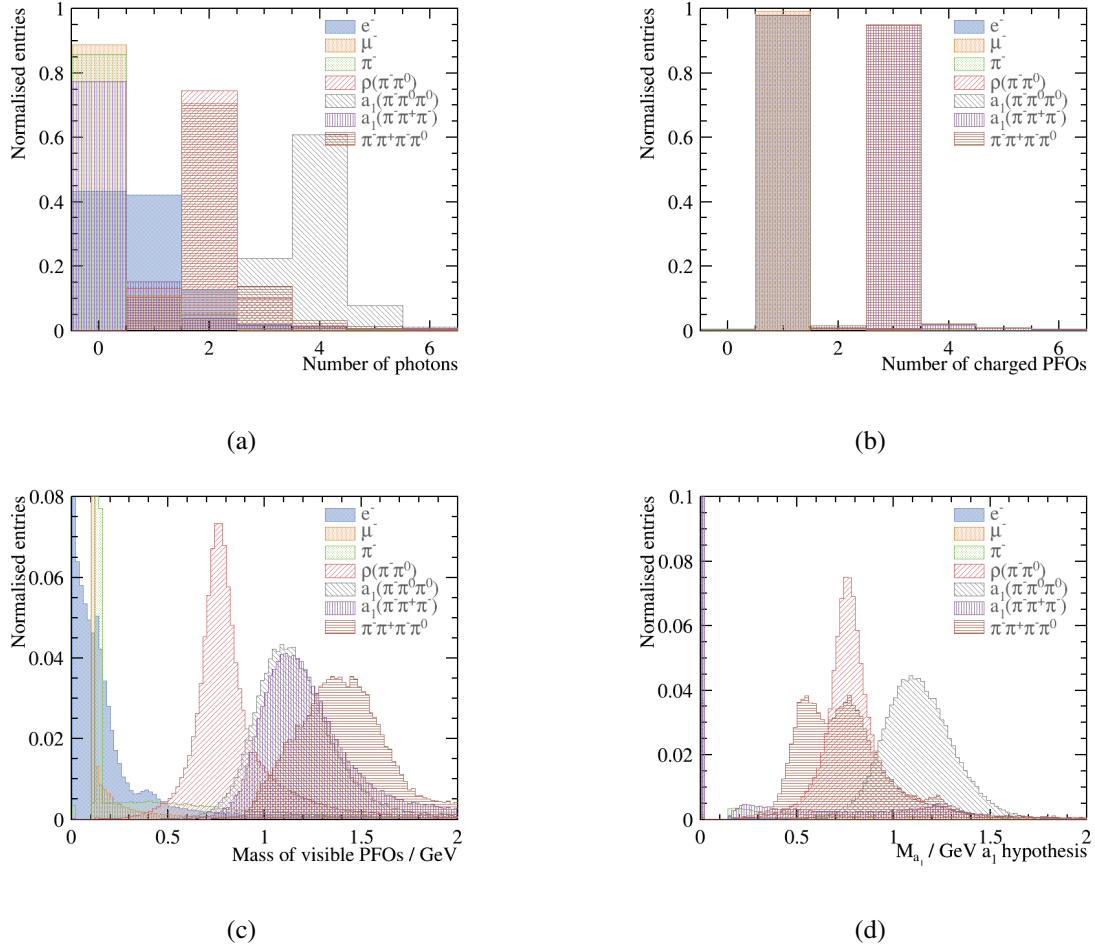 Normalised entries
1
0.8
0.6
0.4
0.2
0
0 2 4 6
Number of photons
e⁻
μ⁻
π⁻
ρ(π⁻π⁰)
a₁(π⁻π⁰π⁰)
a₁(π⁻π⁺π⁻)
π⁻π⁺π⁻π⁰
(a)
Normalised entries
1
0.8
0.6
0.4
0.2
0
0 2 4 6
Number of charged PFOs
e⁻
μ⁻
π⁻
ρ(π⁻π⁰)
a₁(π⁻π⁰π⁰)
a₁(π⁻π⁺π⁻)
π⁻π⁺π⁻π⁰
(b)
Normalised entries
0.08
0.06
0.04
0.02
0
0 0.5 1 1.5 2
Mass of visible PFOs / GeV
e⁻
μ⁻
π⁻
ρ(π⁻π⁰)
a₁(π⁻π⁰π⁰)
a₁(π⁻π⁺π⁻)
π⁻π⁺π⁻π⁰
(c)
Normalised entries
0.1
0.08
0.06
0.04
0.02
0
0 0.5 1 1.5 2
M_a₁ / GeV a₁ hypothesis
e⁻
μ⁻
π⁻
ρ(π⁻π⁰)
a₁(π⁻π⁰π⁰)
a₁(π⁻π⁺π⁻)
π⁻π⁺π⁻π⁰
(d)